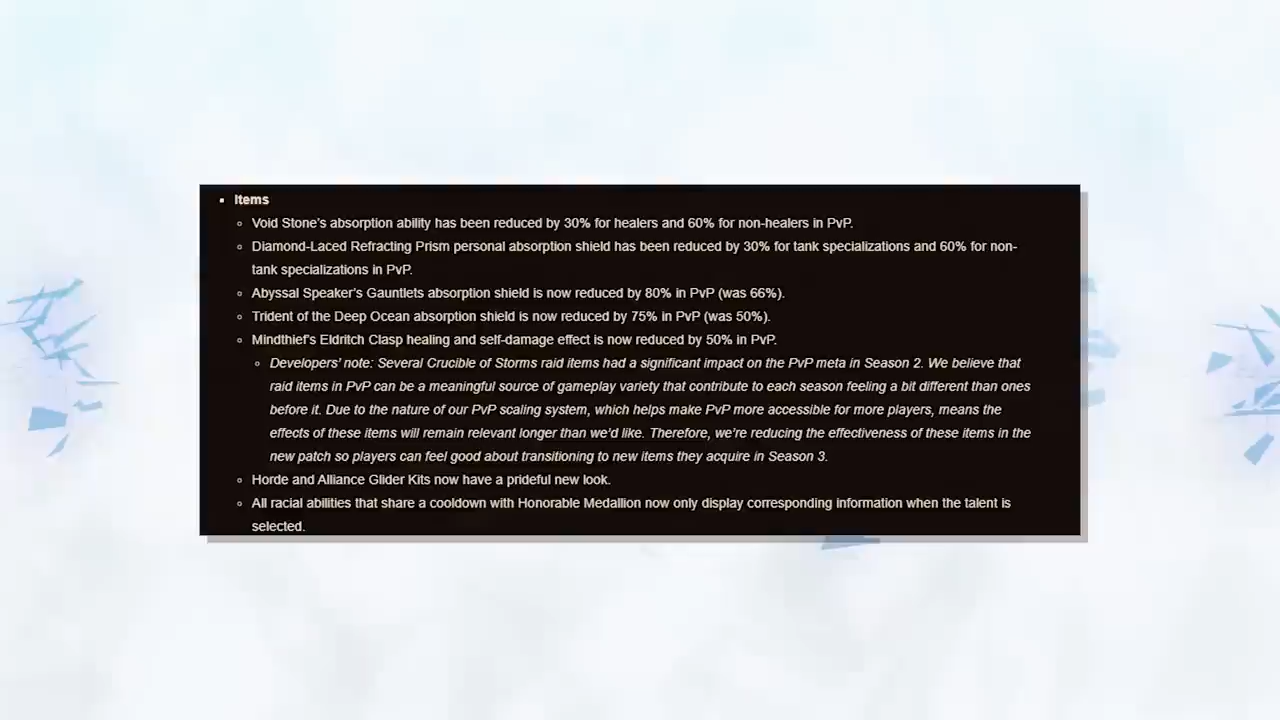 Items
Void Stone's absorption ability has been reduced by 30% for healers and 60% for non-healers in PvP.
Diamond-Laced Refracting Prism personal absorption shield has been reduced by 30% for tank specializations and 60% for non-
tank specializations in PvP.
Abyssal Speaker's Gauntlets absorption shield is now reduced by 80% in PvP (was 66%).
Trident of the Deep Ocean absorption shield is now reduced by 75% in PvP (was 50%).
Mindthief's Eldritch Clasp healing and self-damage effect is now reduced by 50% in PvP.
Developers' note: Several Crucible of Storms raid items had a significant impact on the PvP meta in Season 2. We believe that
raid items in PvP can be a meaningful source of gameplay variety that contribute to each season feeling a bit different than ones
before it. Due to the nature of our PvP scaling system, which helps make PvP more accessible for more players, means the
effects of these items will remain relevant longer than we'd like. Therefore, we're reducing the effectiveness of these items in the
new patch so players can feel good about transitioning to new items they acquire in Season 3.
Horde and Alliance Glider Kits now have a prideful new look.
All racial abilities that share a cooldown with Honorable Medallion now only display corresponding information when the talent is
selected.